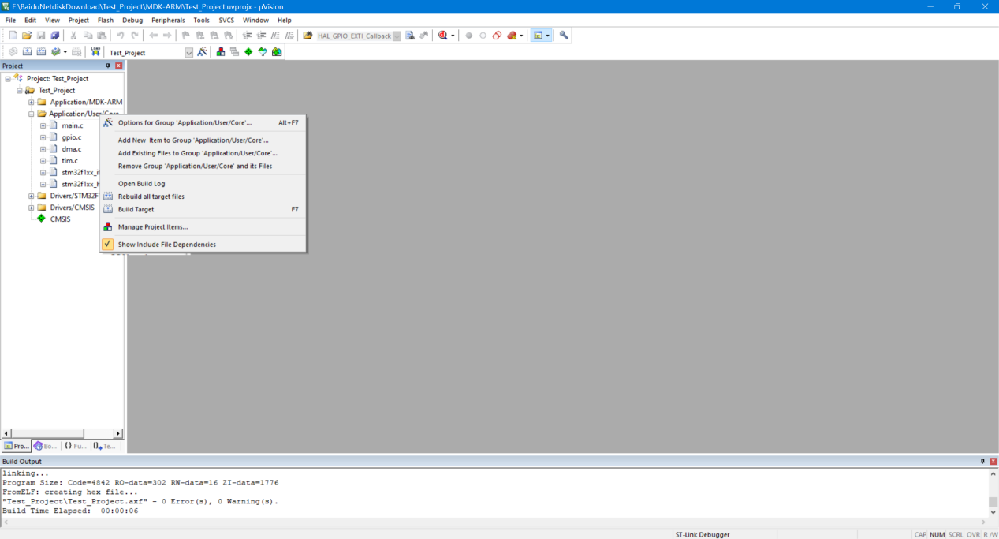 E:\BaiduNetdiskDownload\Test_Project\MDK-ARM\Test_Project.uvprojx - µVision
File Edit View Project Flash Debug Peripherals Tools SVCS Window Help
HAL_GPIO_EXTI_Callback
LOAD Test_Project
Project
Project: Test_Project
Test_Project
Application/MDK-ARM
Application/User/Core
main.c
gpio.c
dma.c
tim.c
stm32f1xx_it
stm32f1xx_h
Drivers/STM32F
Drivers/CMSIS
CMSIS
Options for Group 'Application/User/Core'... Alt+F7
Add New Item to Group 'Application/User/Core'...
Add Existing Files to Group 'Application/User/Core'...
Remove Group 'Application/User/Core' and its Files
Open Build Log
Rebuild all target files
Build Target F7
Manage Project Items...
Show Include File Dependencies
Pro... Bo... {} Fu... Te...
Build Output
linking...
Program Size: Code=4842 RO-data=302 RW-data=16 ZI-data=1776
FromELF: creating hex file...
"Test_Project\Test_Project.axf" - 0 Error(s), 0 Warning(s).
Build Time Elapsed:  00:00:06
ST-Link Debugger CAP NUM SCRL OVR R/W